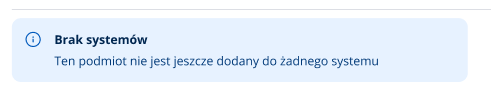 Brak systemów
Ten podmiot nie jest jeszcze dodany do żadnego systemu